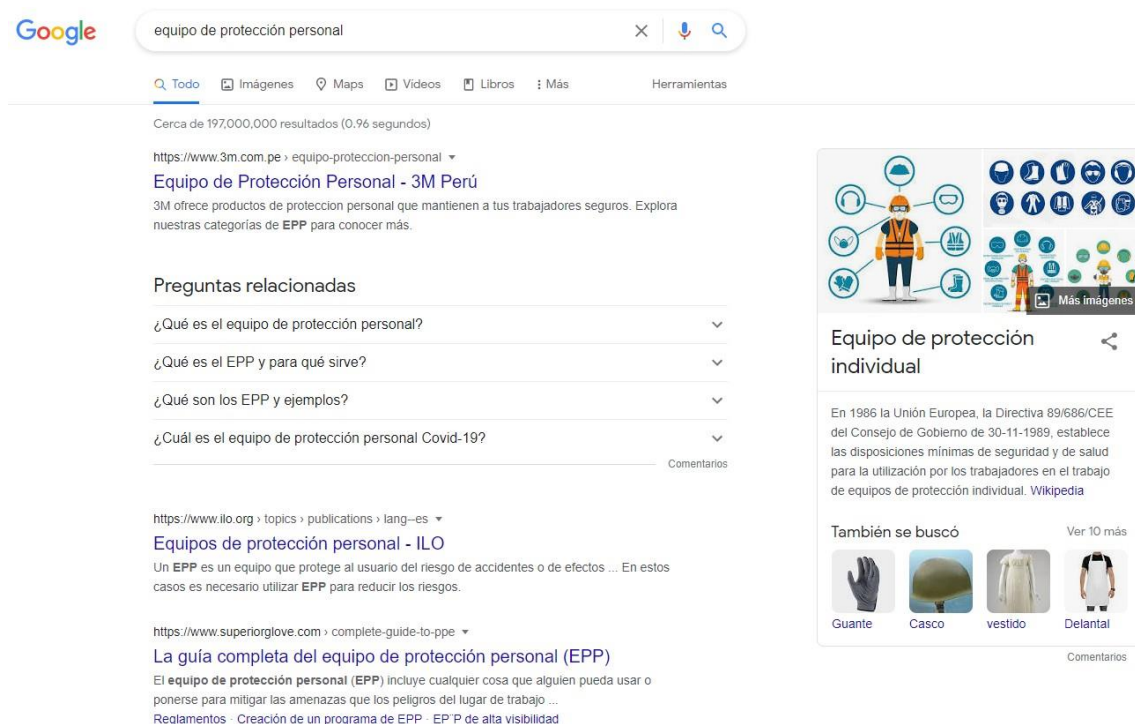 Google
equipo de protección personal
Todo Imágenes Maps Vídeos Libros Más Herramientas
Cerca de 197,000,000 resultados (0.96 segundos)
https://www.3m.com.pe › equipo-proteccion-personal
Equipo de Protección Personal - 3M Perú
3M ofrece productos de proteccion personal que mantienen a tus trabajadores seguros. Explora
nuestras categorías de EPP para conocer más.
Preguntas relacionadas
¿Qué es el equipo de protección personal?
¿Qué es el EPP y para qué sirve?
¿Qué son los EPP y ejemplos?
¿Cuál es el equipo de protección personal Covid-19?
Comentarios
https://www.ilo.org › topics › publications › lang--es
Equipos de protección personal - ILO
Un EPP es un equipo que protege al usuario del riesgo de accidentes o de efectos ... En estos
casos es necesario utilizar EPP para reducir los riesgos.
https://www.superiorglove.com › complete-guide-to-ppe
La guía completa del equipo de protección personal (EPP)
El equipo de protección personal (EPP) incluye cualquier cosa que alguien pueda usar o
ponerse para mitigar las amenazas que los peligros del lugar de trabajo ...
Reglamentos · Creación de un programa de EPP · EP¨P de alta visibilidad
Más imágenes
Equipo de protección
individual
En 1986 la Unión Europea, la Directiva 89/686/CEE
del Consejo de Gobierno de 30-11-1989, establece
las disposiciones mínimas de seguridad y de salud
para la utilización por los trabajadores en el trabajo
de equipos de protección individual. Wikipedia
También se buscó Ver 10 más
Guante Casco vestido Delantal
Comentarios